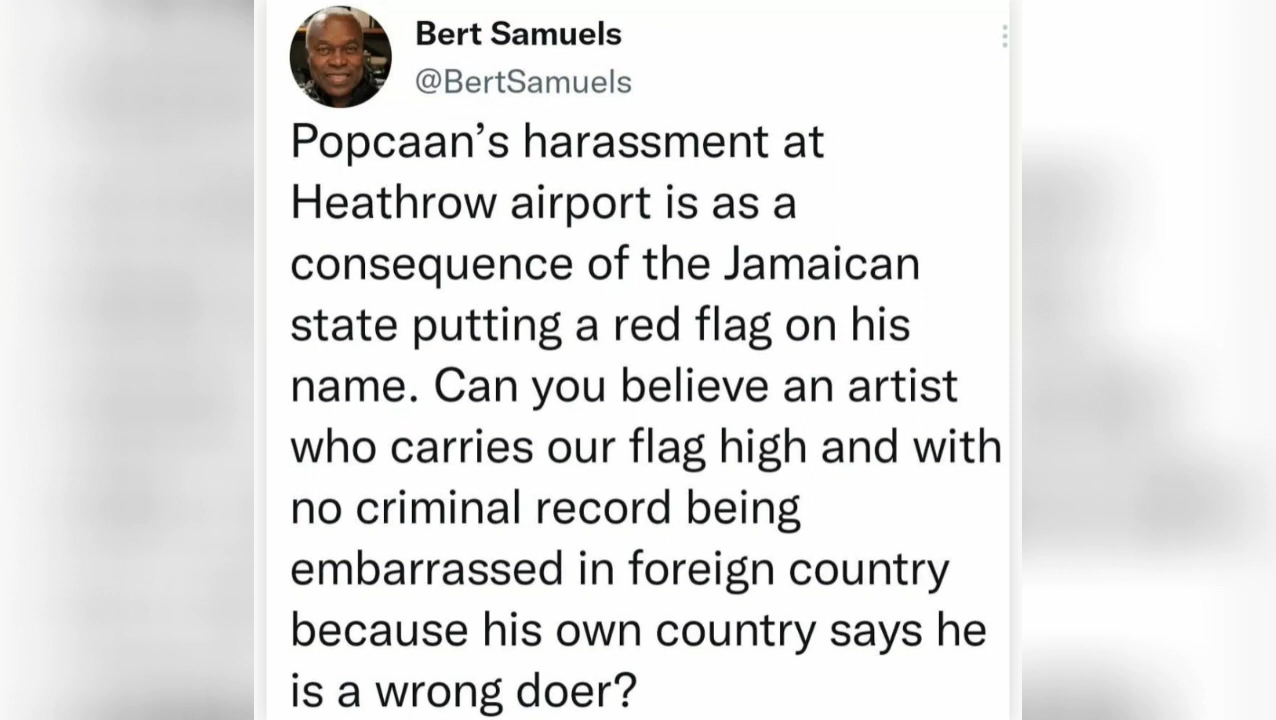 Bert Samuels
@BertSamuels
Popcaan’s harassment at
Heathrow airport is as a
consequence of the Jamaican
state putting a red flag on his
name. Can you believe an artist
who carries our flag high and with
no criminal record being
embarrassed in foreign country
because his own country says he
is a wrong doer?